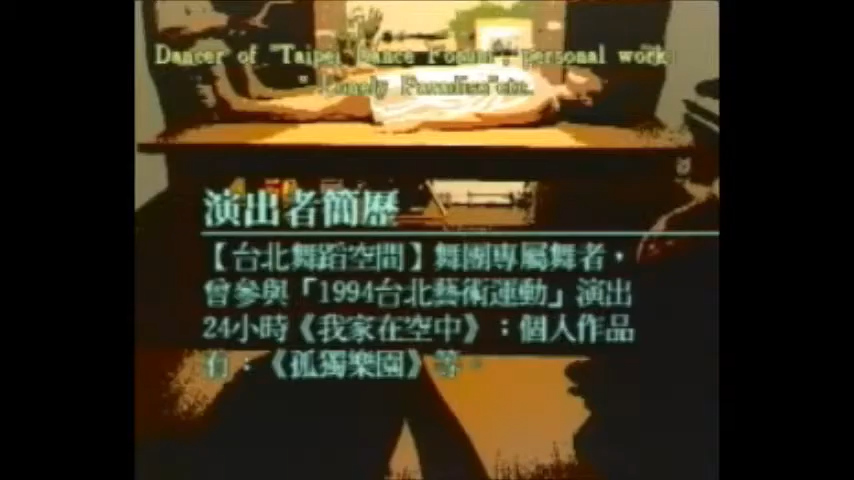 Dancer of "Taipei Dance Forum", personal work:
"Lonely Paradise"etc.
演出者簡歷
【台北舞蹈空間】舞團專屬舞者，
曾參與「1994台北藝術運動」演出
24小時《我家在空中》；個人作品
有：《孤獨樂園》等。